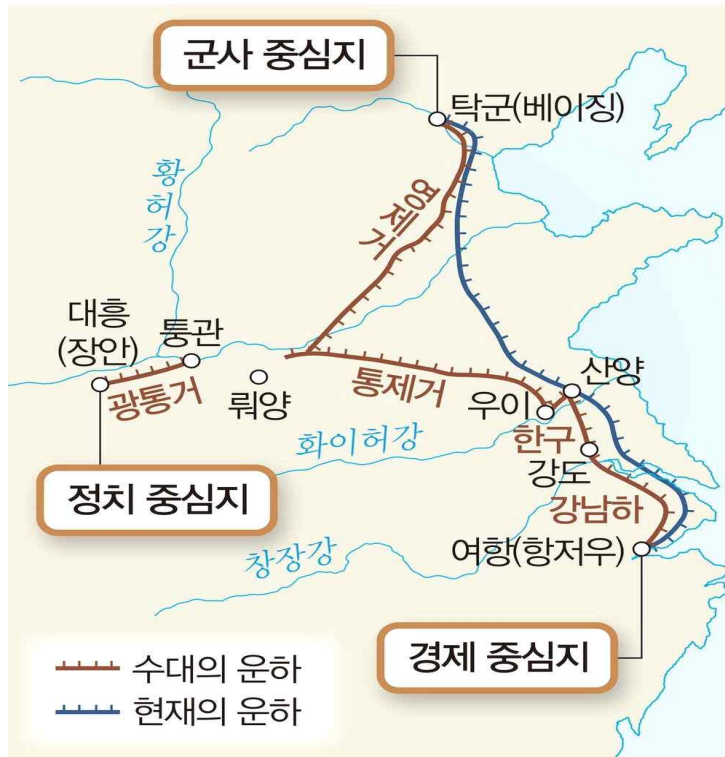 군사 중심지
탁군(베이징)
황허강
영제거
대흥
(장안)
퉁관
광통거
뤄양
통제거
산양
우이
한구
화이허강
강도
정치 중심지
강남하
창장강
여항(항저우)
경제 중심지
수대의 운하
현재의 운하